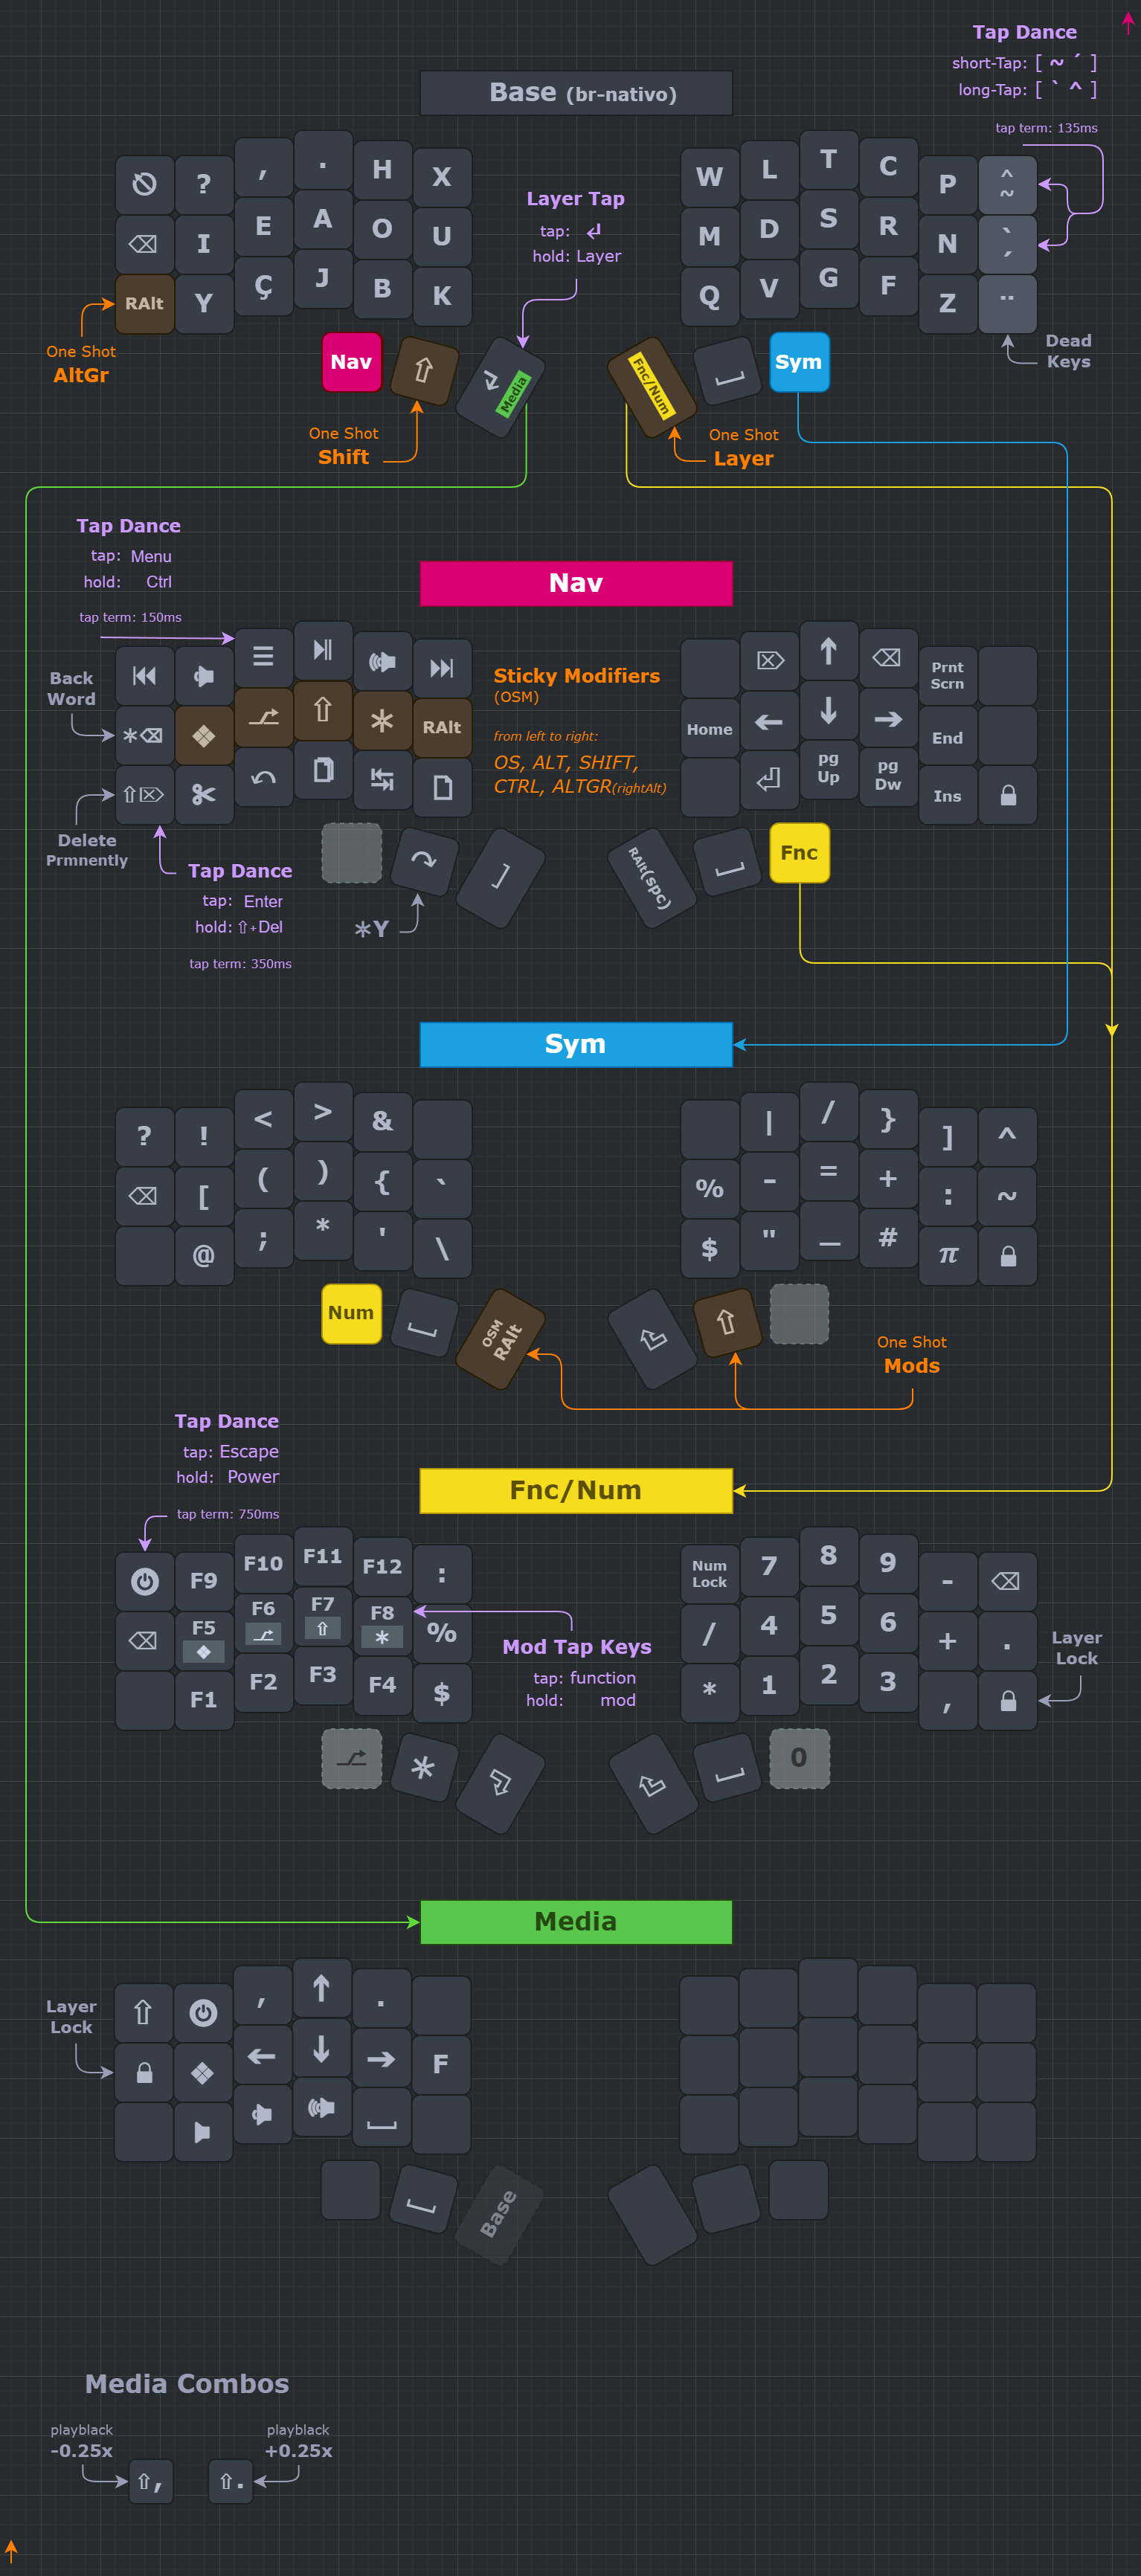 Tap Dance
short-Tap: [ ~ ´ ]
long-Tap: [ ` ^ ]
tap term: 135ms
Base (br-nativo)
? , . H X
W L T C P ^ ~
I E A O U
M D S R N ` ´
RAlt Y Ç J B K
Q V G F Z ¨
Layer Tap
tap:
hold: Layer
One Shot
AltGr
Dead
Keys
Nav
Media
Fnc/Num
Sym
One Shot
Shift
One Shot
Layer
Tap Dance
tap: Menu
hold: Ctrl
tap term: 150ms
Nav
Back
Word
Prnt
Scrn
RAlt
Home
End
pg
Up
pg
Dw
Ins
Sticky Modifiers
(OSM)
from left to right:
OS, ALT, SHIFT,
CTRL, ALTGR(rightAlt)
Delete
Prmnently
Tap Dance
tap: Enter
hold: ⇧+Del
tap term: 350ms
*Y
]
RAlt(spc)
Fnc
Sym
? ! < > &
| / } ] ^
[ ( ) { `
% - = + : ~
@ ; * ' \
$ " _ # π
Num
OSM
RAlt
One Shot
Mods
Tap Dance
tap: Escape
hold: Power
tap term: 750ms
Fnc/Num
F9 F10 F11 F12 :
Num
Lock
7 8 9 -
F5 F6 F7 F8 %
/ 4 5 6 + .
F1 F2 F3 F4 $
* 1 2 3 ,
Mod Tap Keys
tap: function
hold: mod
Layer
Lock
*
0
Media
Layer
Lock
, .
F
Base
Media Combos
playblack
-0.25x
playblack
+0.25x
⇧, ⇧.